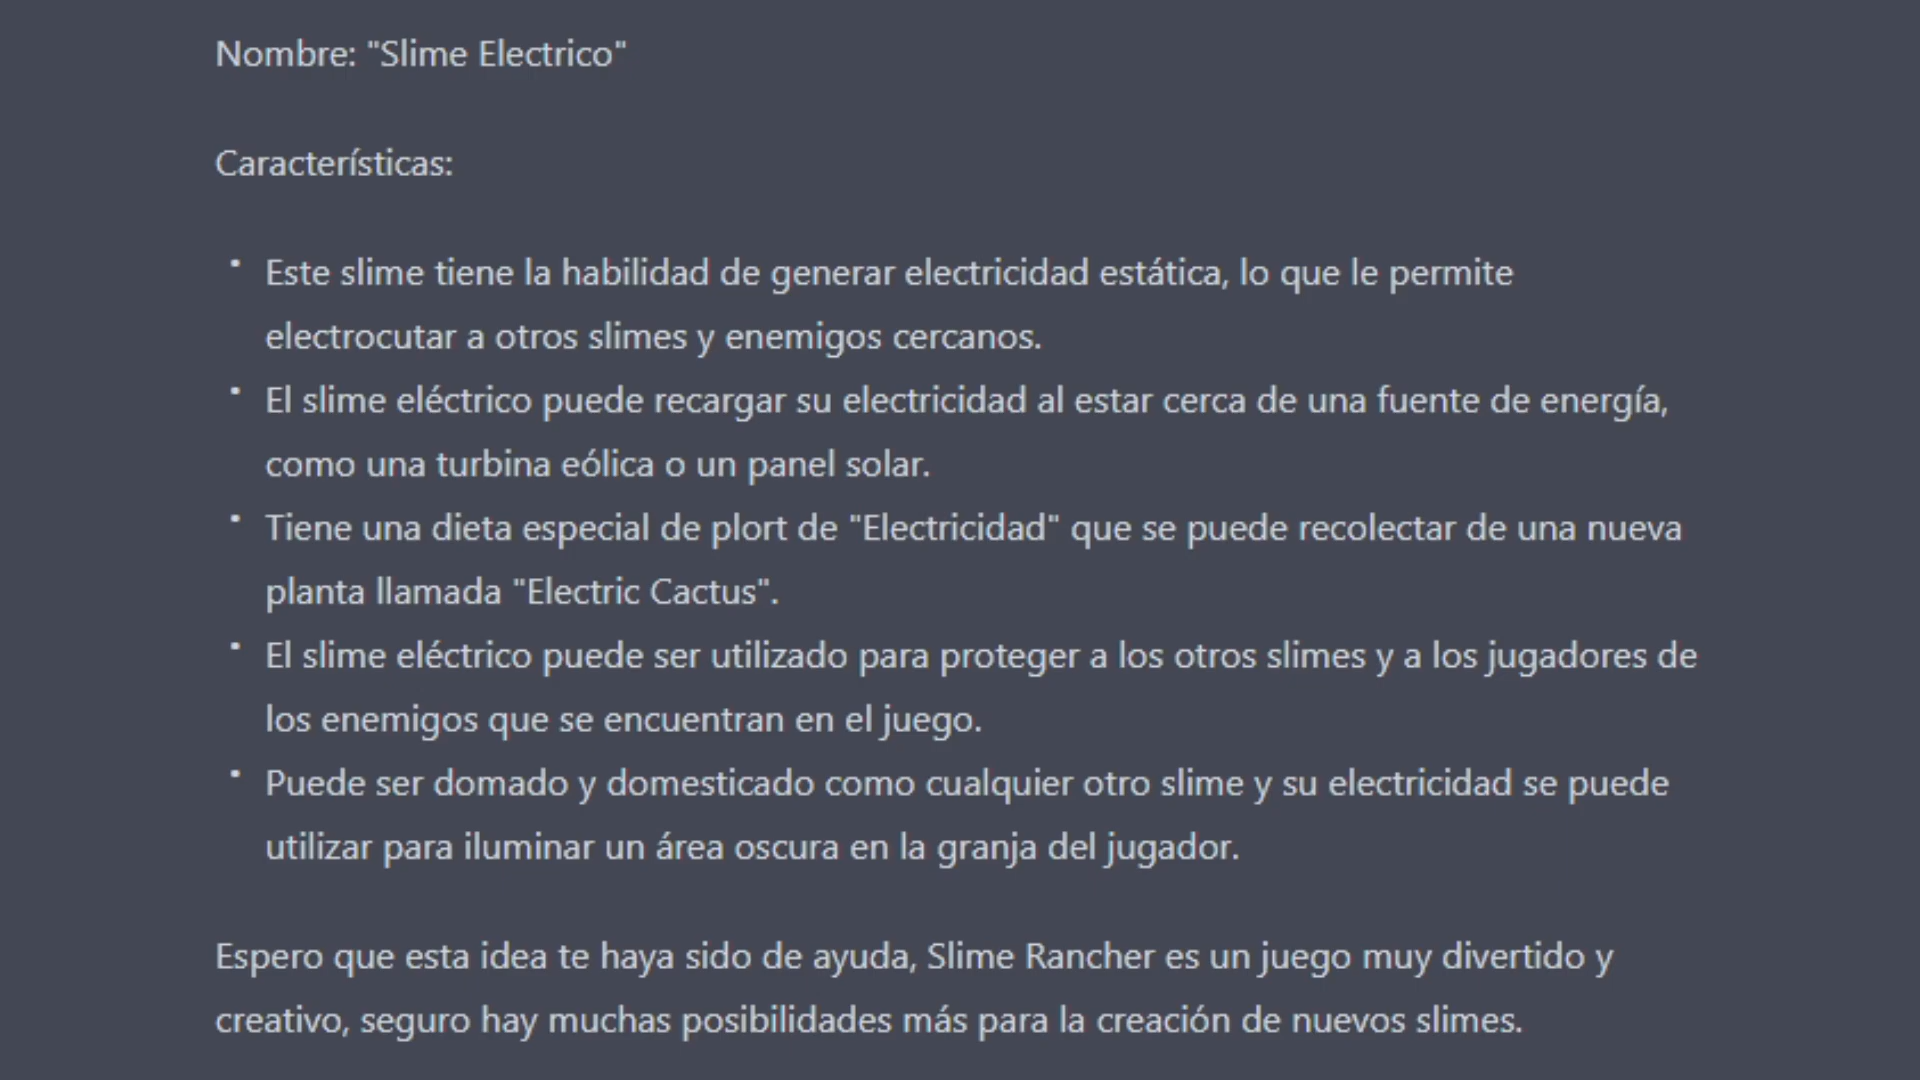 Nombre: "Slime Electrico"
Características:
• Este slime tiene la habilidad de generar electricidad estática, lo que le permite
electrocutar a otros slimes y enemigos cercanos.
• El slime eléctrico puede recargar su electricidad al estar cerca de una fuente de energía,
como una turbina eólica o un panel solar.
• Tiene una dieta especial de plort de "Electricidad" que se puede recolectar de una nueva
planta llamada "Electric Cactus".
• El slime eléctrico puede ser utilizado para proteger a los otros slimes y a los jugadores de
los enemigos que se encuentran en el juego.
• Puede ser domado y domesticado como cualquier otro slime y su electricidad se puede
utilizar para iluminar un área oscura en la granja del jugador.
Espero que esta idea te haya sido de ayuda, Slime Rancher es un juego muy divertido y
creativo, seguro hay muchas posibilidades más para la creación de nuevos slimes.